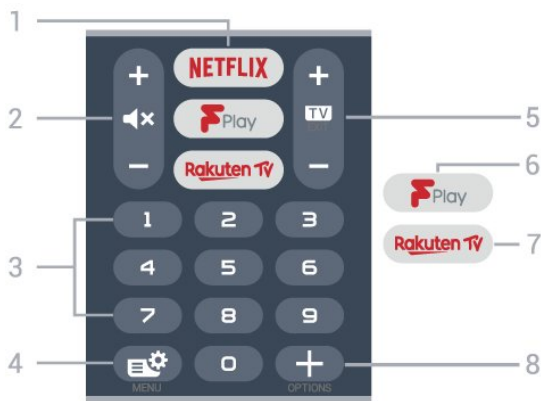 1
NETFLIX
+ +
2
Play
TV
EXIT
5
6
Play
− Rakuten TV −
Rakuten TV
7
3
1 2 3
4 5 6
7 8 9
4
0 +
8
MENU OPTIONS